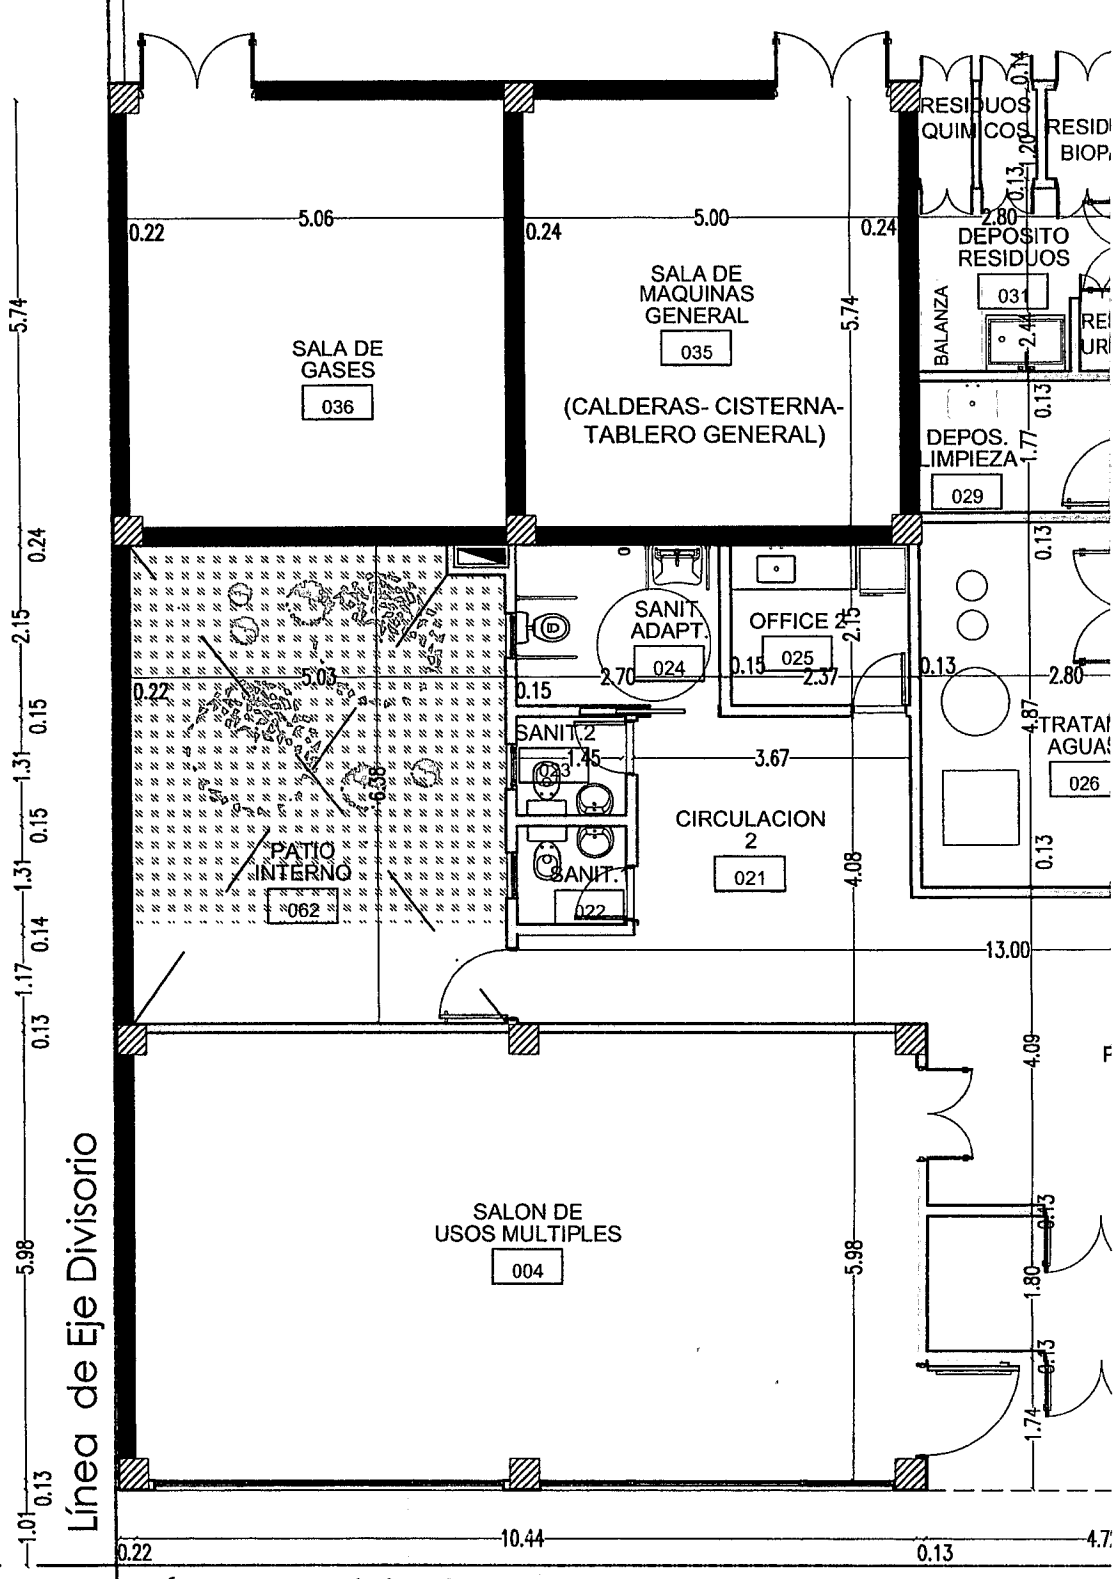 RESIDUOS
QUIMICOS
0.14
1.20
0.13
RESID
BIOP
5.06
0.22
5.00
0.24
0.24
2.80
DEPOSITO
RESIDUOS
031
BALANZA
2.44
RE
UR
5.74
5.74
SALA DE
MAQUINAS
GENERAL
035
(CALDERAS- CISTERNA-
TABLERO GENERAL)
SALA DE
GASES
036
0.13
DEPOS.
LIMPIEZA
1.77
029
0.24
0.13
2.15
SANIT.
ADAPT.
024
OFFICE 2
025
2.15
5.03
0.22
2.70
0.15
0.15
2.37
0.13
2.80
0.15
4.87
SANIT.2
1.45
023
3.67
TRATA
AGUAS
026
1.31
6.38
0.15
CIRCULACION
2
021
4.08
0.13
PATIO
INTERNO
062
SANIT.1
022
1.31
0.14
13.00
1.17
0.13
4.09
SALON DE
USOS MULTIPLES
004
5.98
5.98
0.13
1.80
0.13
1.74
Línea de Eje Divisorio
0.13
1.01
10.44
0.22
0.13
4.7